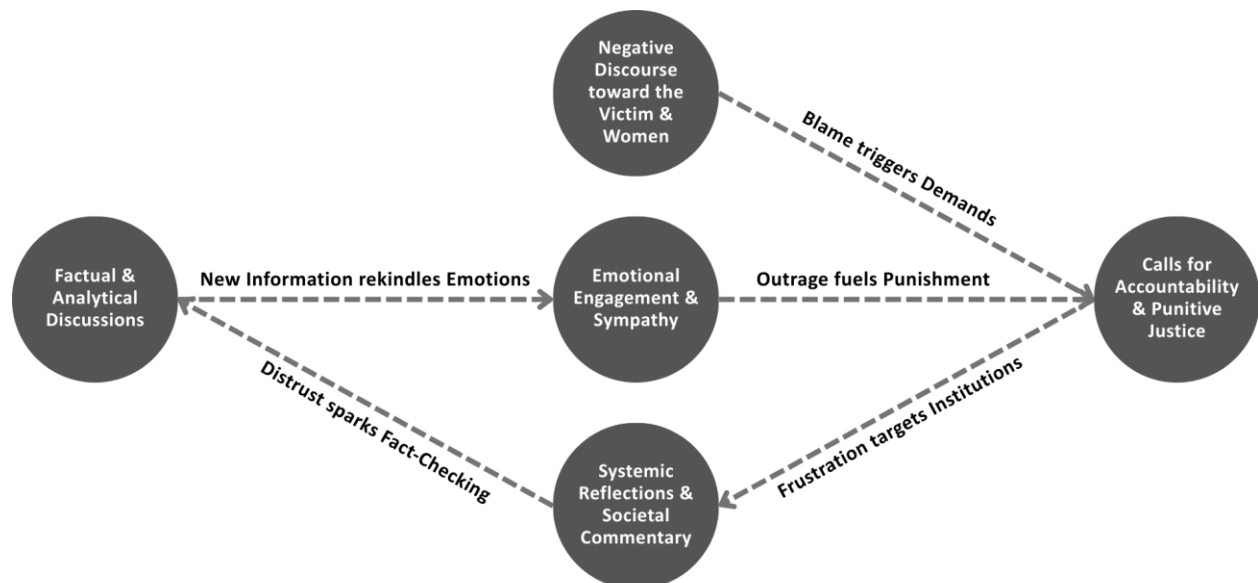 Negative
Discourse
toward the
Victim &
Women
Blame triggers Demands
Factual &
Analytical
Discussions
New Information rekindles Emotions
Emotional
Engagement &
Sympathy
Outrage fuels Punishment
Calls for
Accountability
& Punitive
Justice
Distrust sparks Fact-Checking
Frustration targets Institutions
Systemic
Reflections &
Societal
Commentary